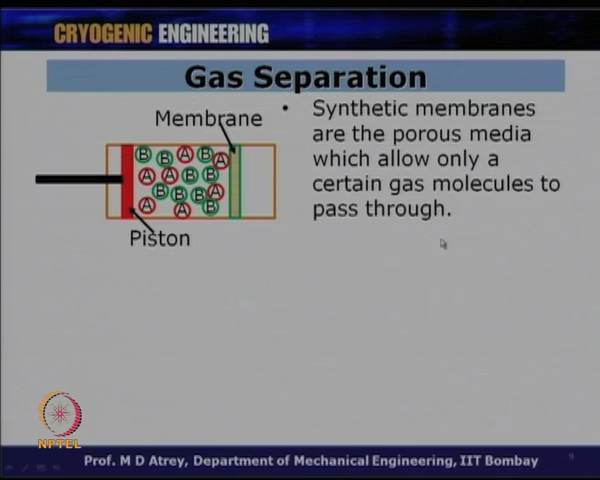 CRYOGENIC ENGINEERING
Gas Separation
Membrane
Piston
• Synthetic membranes
are the porous media
which allow only a
certain gas molecules to
pass through.
B B A B A
A A B B
B B B A
A A B
NPTEL
Prof. M D Atrey, Department of Mechanical Engineering, IIT Bombay
9